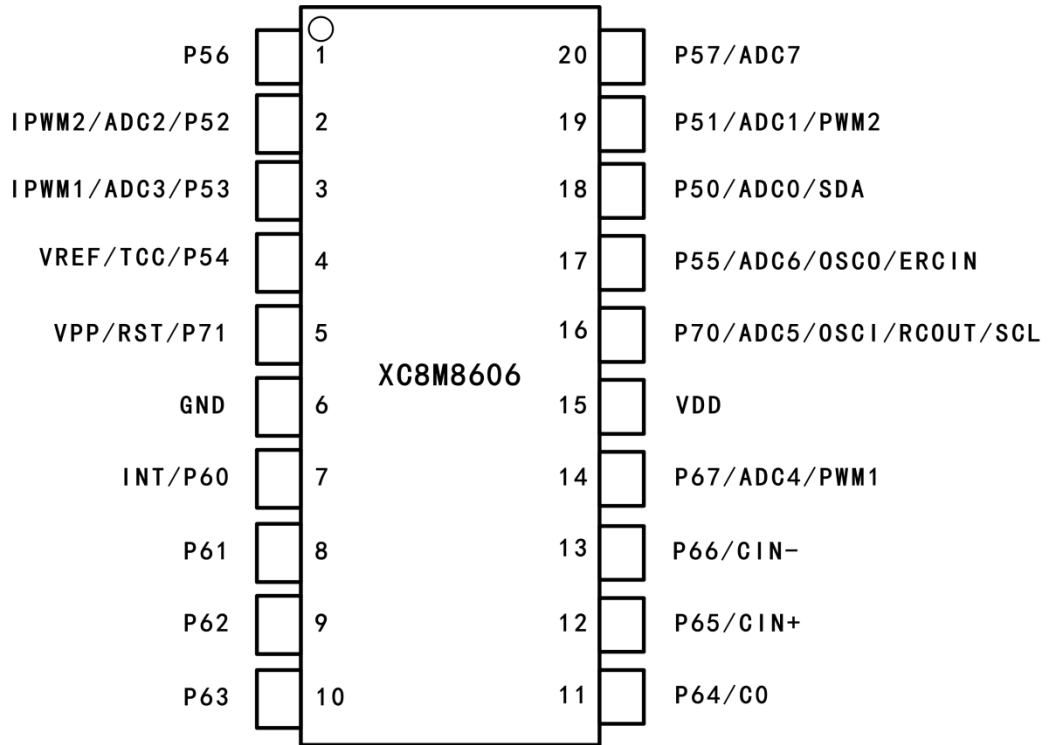 P56 1 20 P57/ADC7
IPWM2/ADC2/P52 2 19 P51/ADC1/PWM2
IPWM1/ADC3/P53 3 18 P50/ADC0/SDA
VREF/TCC/P54 4 17 P55/ADC6/OSCO/ERCIN
VPP/RST/P71 5 16 P70/ADC5/OSCI/RCOUT/SCL
XC8M8606
GND 6 15 VDD
INT/P60 7 14 P67/ADC4/PWM1
P61 8 13 P66/CIN-
P62 9 12 P65/CIN+
P63 10 11 P64/CO